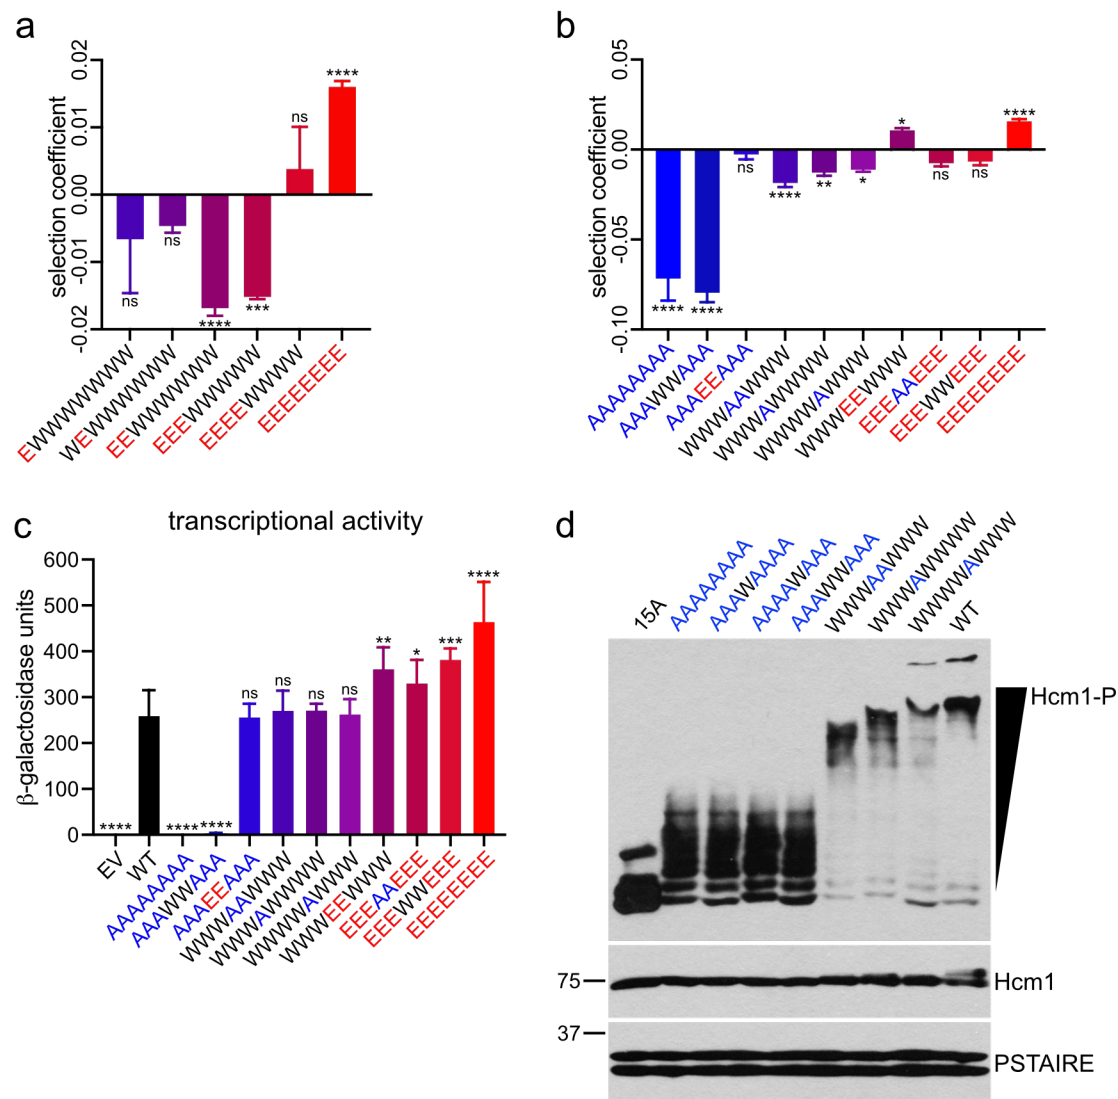 a
selection coefficient
0.02
0.01
0.00
-0.01
-0.02
ns
ns
****
***
ns
****
EWWWWWWW
WEWWWWWW
EEWWWWWW
EEEWWWWW
EEEEWWWW
EEEEEEEE
b
selection coefficient
0.05
0.00
-0.05
-0.10
****
****
ns
****
**
*
*
ns
ns
****
AAAAAAAA
AAAWWAAA
AAAEEAAA
WWWAAWWW
WWWAWWWW
WWWWAWWW
WWWEEWWW
EEEAAEEE
EEEWWEEE
EEEEEEEE
c
transcriptional activity
β-galactosidase units
600
500
400
300
200
100
0
****
****
****
ns
ns
ns
ns
**
*
***
****
EV
WT
AAAAAAAA
AAAWWAAA
AAAEEAAA
WWWAAWWW
WWWAWWWW
WWWWAWWW
WWWEEWWW
EEEAAEEE
EEEWWEEE
EEEEEEEE
d
15A
AAAAAAAA
AAAWAAAA
AAAAWAAA
AAAWWAAA
WWWAAWWW
WWWAWWWW
WWWWAWWW
WT
Hcm1-P
75
Hcm1
37
PSTAIRE